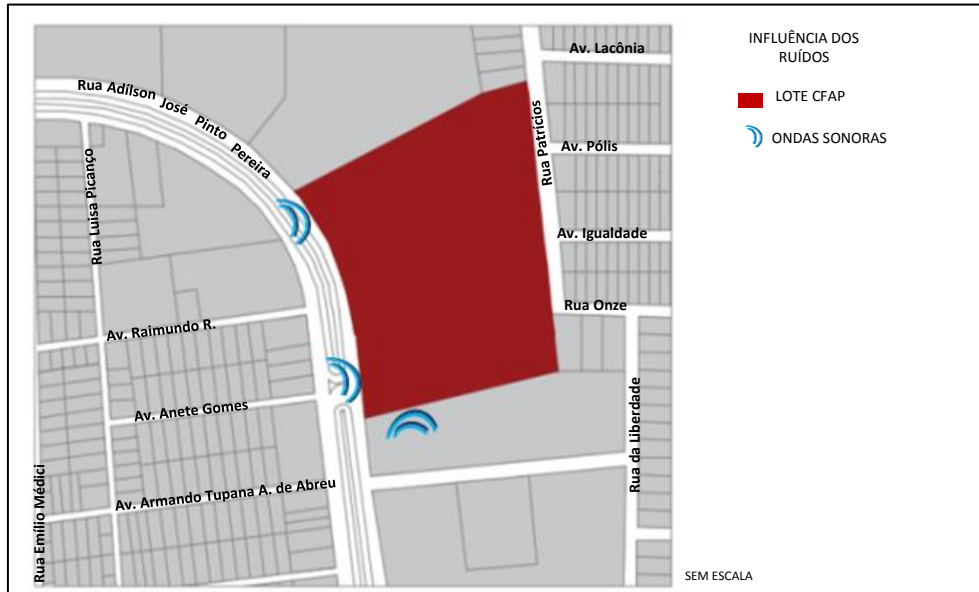 INFLUÊNCIA DOS
RUÍDOS
LOTE CFAP
ONDAS SONORAS
Av. Lacônia
Rua Adílson José Pinto Pereira
Rua Patrícios
Av. Pólis
Rua Luisa Picanço
Av. Igualdade
Rua Onze
Av. Raimundo R.
Av. Anete Gomes
Rua da Liberdade
Av. Armando Tupana A. de Abreu
Rua Emílio Médici
SEM ESCALA